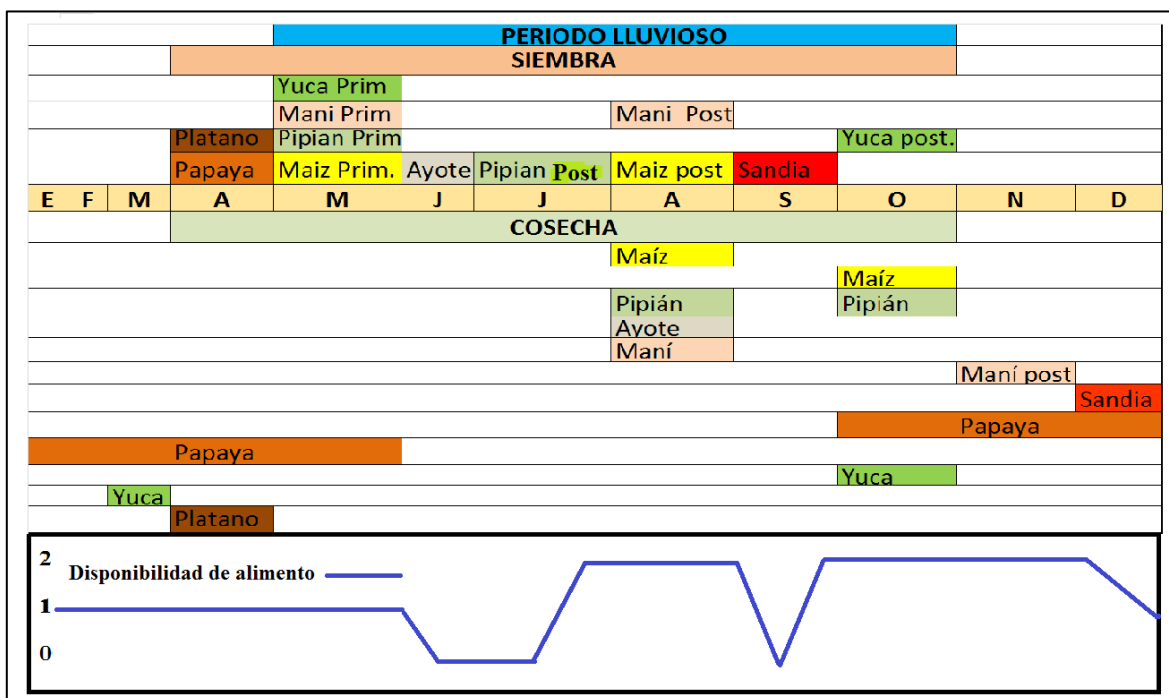 PERIODO LLUVIOSO
SIEMBRA
Yuca Prim
Mani Prim Mani Post
Platano Pipian Prim Yuca post.
Papaya Maiz Prim. Ayote Pipian Post Maiz post Sandia
E F M A M J J A S O N D
COSECHA
Maíz
Maíz
Pipián Pipián
Ayote
Maní
Maní post
Sandia
Papaya
Papaya
Yuca
Yuca
Platano
2
Disponibilidad de alimento
1
0